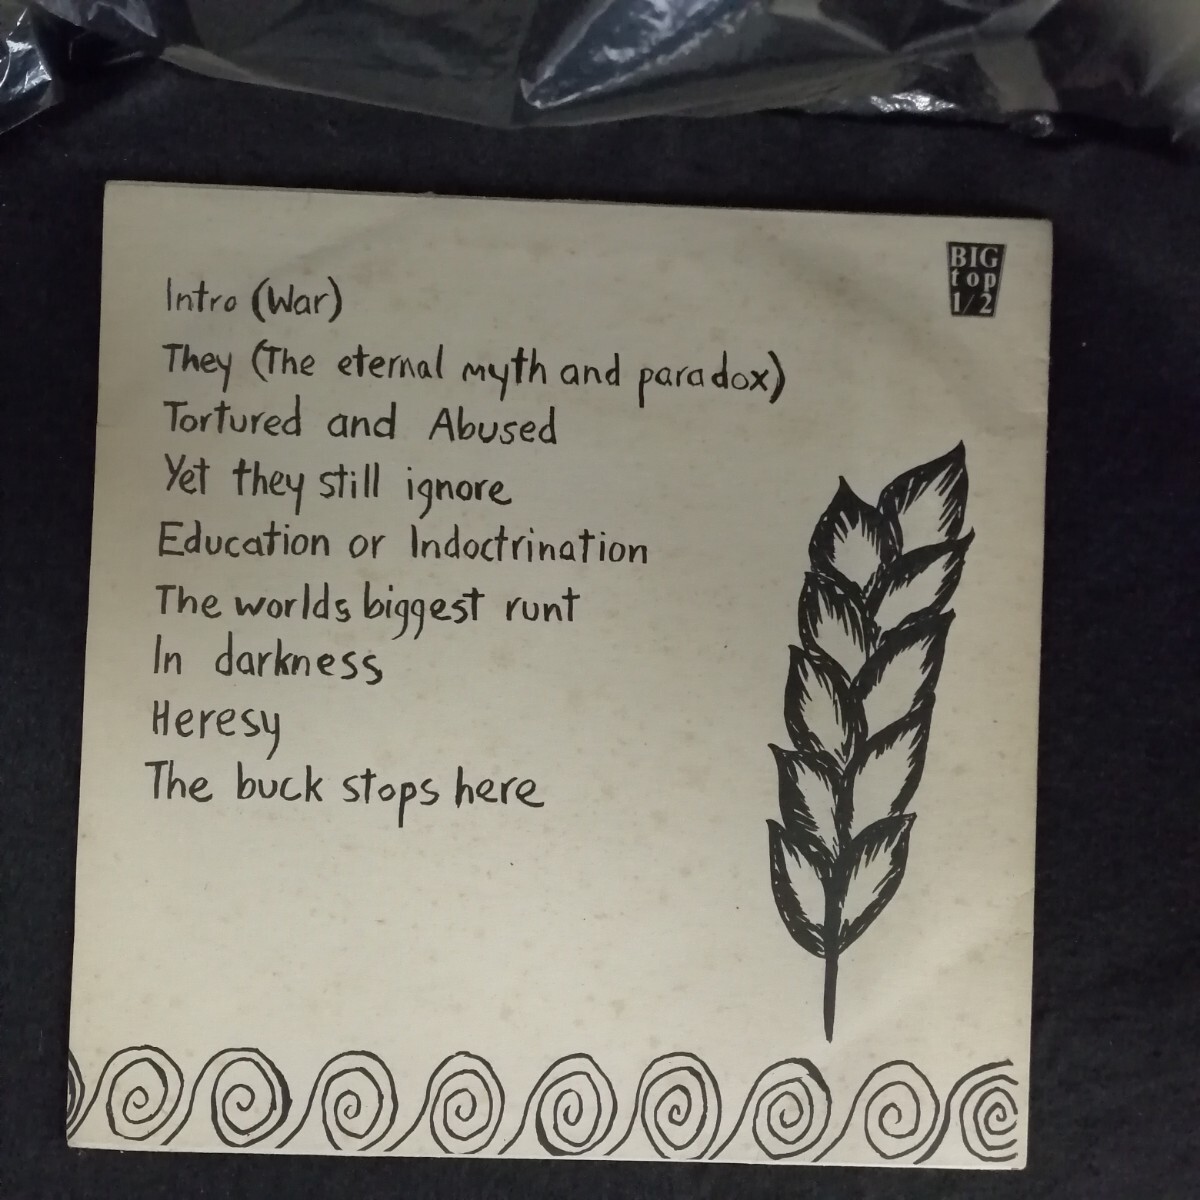 BIG
top
1/2
Intro (War)
They (The eternal myth and paradox)
Tortured and Abused
Yet they still ignore
Education or Indoctrination
The worlds biggest runt
In darkness
Heresy
The buck stops here